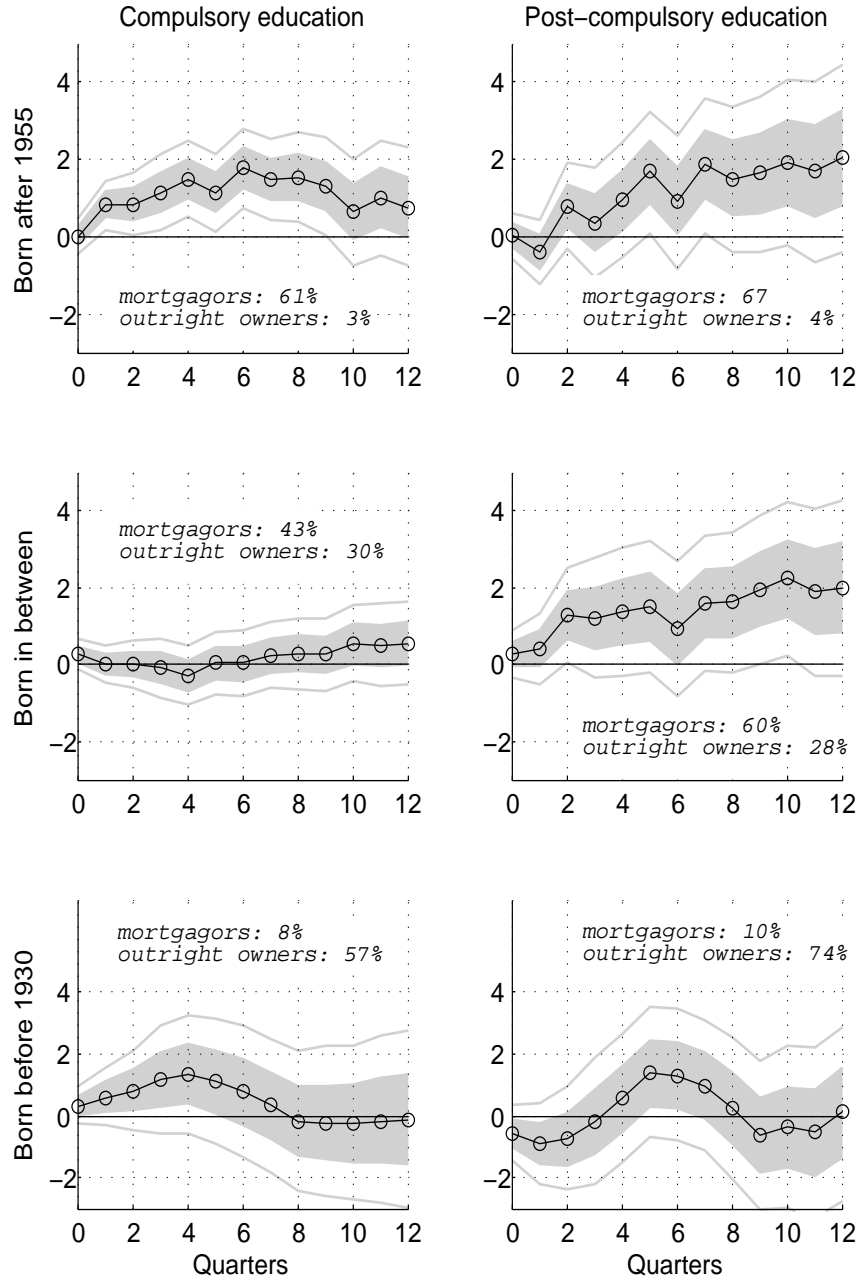 Compulsory education
Post-compulsory education
Born after 1955
4
2
0
-2
mortgagors: 61%
outright owners: 3%
0 2 4 6 8 10 12
4
2
0
-2
mortgagors: 67
outright owners: 4%
0 2 4 6 8 10 12
Born in between
4
2
0
-2
mortgagors: 43%
outright owners: 30%
0 2 4 6 8 10 12
4
2
0
-2
mortgagors: 60%
outright owners: 28%
0 2 4 6 8 10 12
Born before 1930
4
2
0
-2
mortgagors: 8%
outright owners: 57%
0 2 4 6 8 10 12
Quarters
4
2
0
-2
mortgagors: 10%
outright owners: 74%
0 2 4 6 8 10 12
Quarters